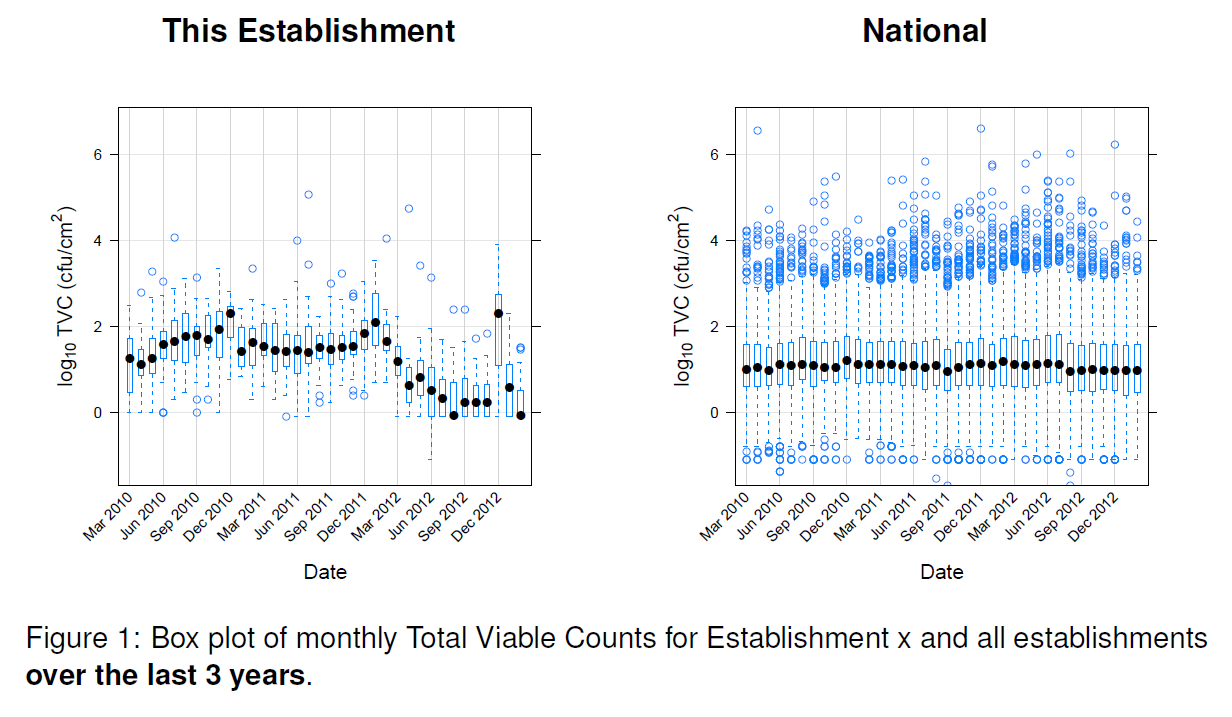 This Establishment
National
log10 TVC (cfu/cm2)
6
4
2
0
Mar 2010
Jun 2010
Sep 2010
Dec 2010
Mar 2011
Jun 2011
Sep 2011
Dec 2011
Mar 2012
Jun 2012
Sep 2012
Dec 2012
Date
log10 TVC (cfu/cm2)
6
4
2
0
Mar 2010
Jun 2010
Sep 2010
Dec 2010
Mar 2011
Jun 2011
Sep 2011
Dec 2011
Mar 2012
Jun 2012
Sep 2012
Dec 2012
Date
Figure 1: Box plot of monthly Total Viable Counts for Establishment x and all establishments
over the last 3 years.